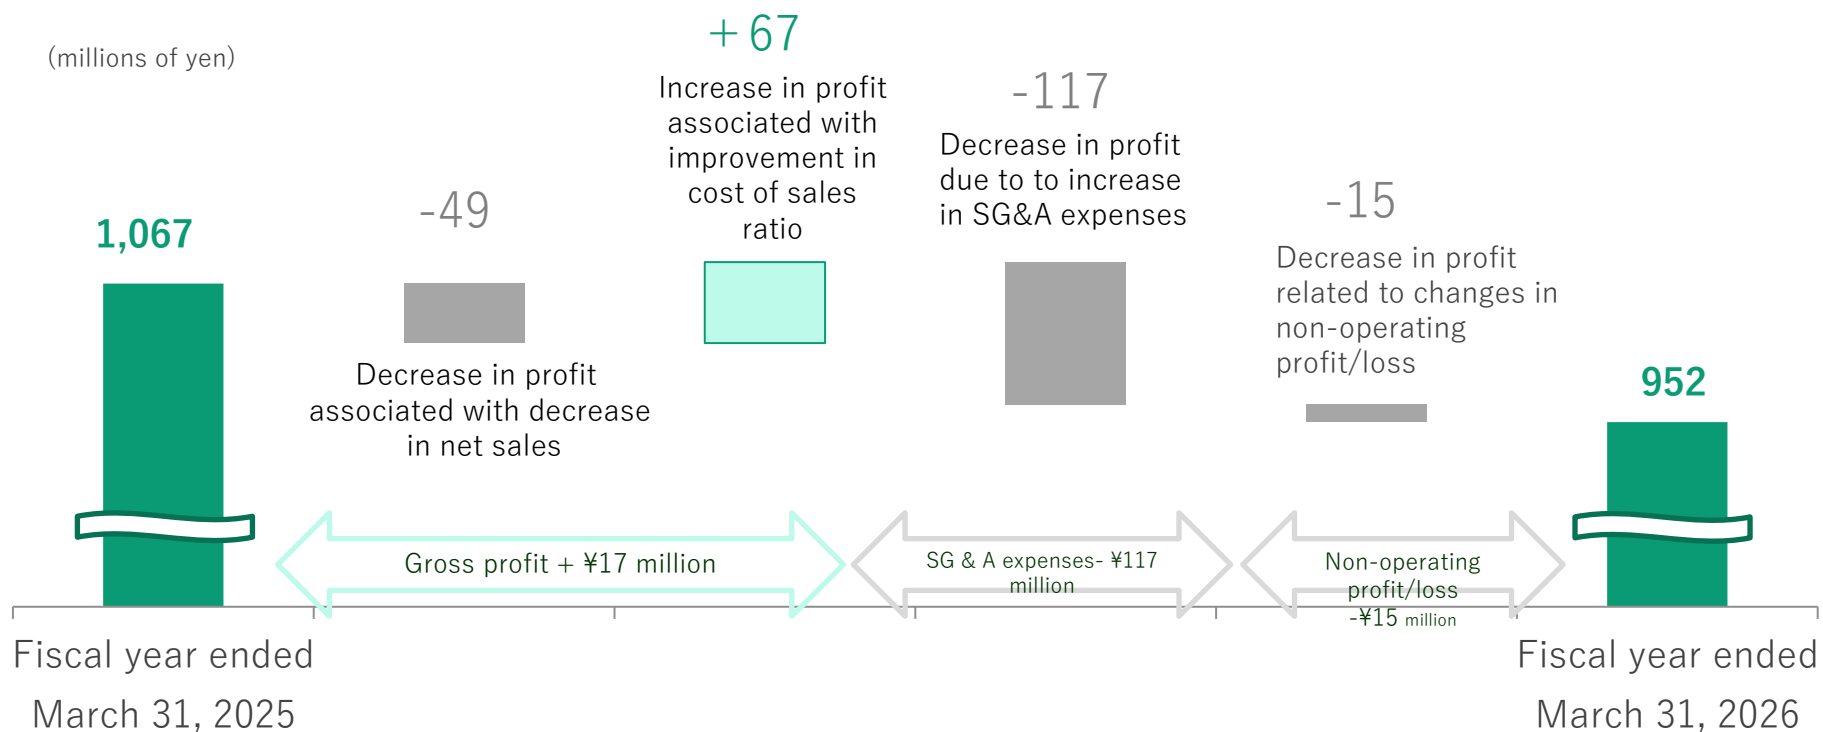 (millions of yen)
1,067
-49
Decrease in profit
associated with decrease
in net sales
+67
Increase in profit
associated with
improvement in
cost of sales
ratio
-117
Decrease in profit
due to to increase
in SG&A expenses
-15
Decrease in profit
related to changes in
non-operating
profit/loss
952
Gross profit + ¥17 million
SG & A expenses- ¥117
million
Non-operating
profit/loss
-¥15 million
Fiscal year ended
March 31, 2025
Fiscal year ended
March 31, 2026